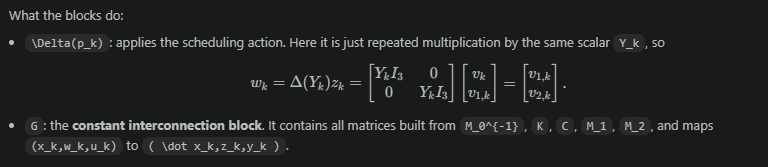 What the blocks do:
• \Delta(p_k) : applies the scheduling action. Here it is just repeated multiplication by the same scalar Y_k , so
w_k = Δ(Y_k)z_k = [Y_k I_3 0; 0 Y_k I_3] [v_k; v_{1,k}] = [v_{1,k}; v_{2,k}].
• G : the constant interconnection block. It contains all matrices built from M_0^{-1} , K , C , M_1 , M_2 , and maps
(x_k,w_k,u_k) to ( \dot x_k,z_k,y_k ) .